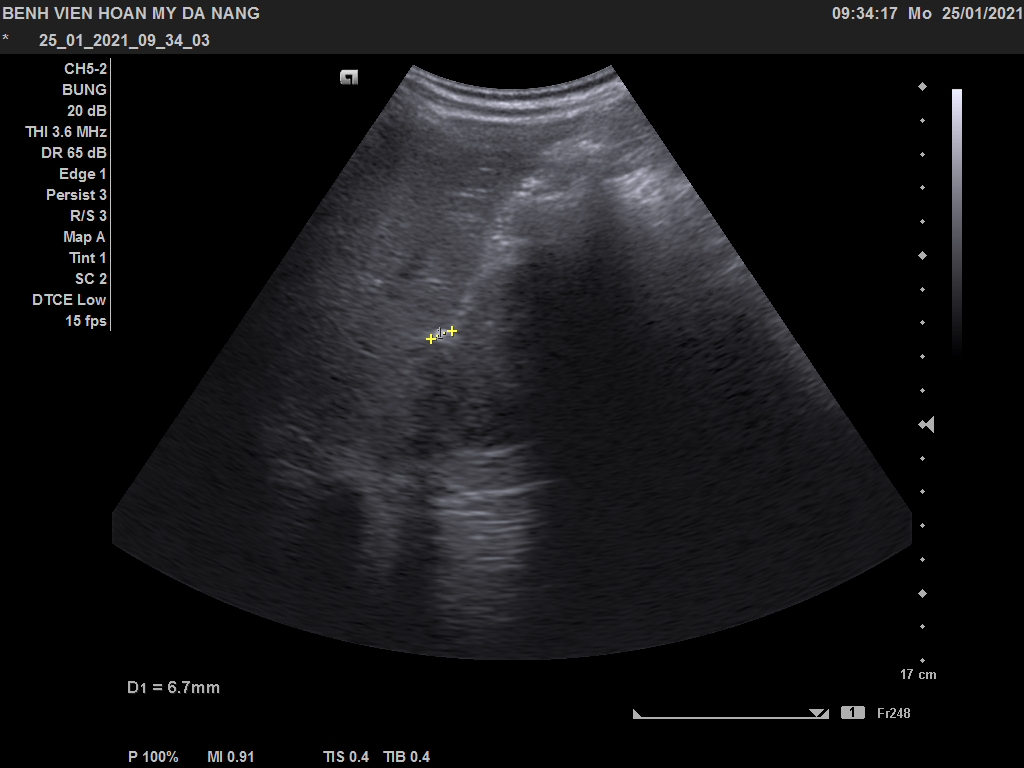 BENH VIEN HOAN MY DA NANG
09:34:17 Mo 25/01/2021
* 25_01_2021_09_34_03
CH5-2
BUNG
20 dB
THI 3.6 MHz
DR 65 dB
Edge 1
Persist 3
R/S 3
Map A
Tint 1
SC 2
DTCE Low
15 fps
17 cm
D1 = 6.7mm
1 Fr248
P 100% MI 0.91 TIS 0.4 TIB 0.4